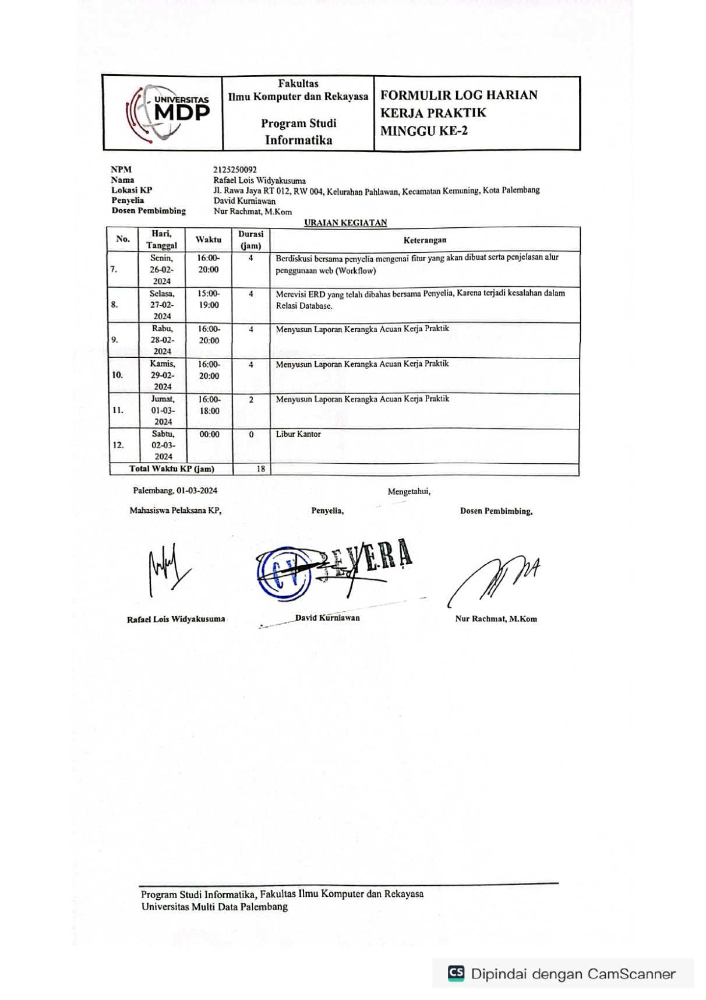 UNIVERSITAS
MDP
Fakultas
Ilmu Komputer dan Rekayasa
Program Studi
Informatika
FORMULIR LOG HARIAN
KERJA PRAKTIK
MINGGU KE-2
NPM 2125250092
Nama Rafael Lois Widyakusuma
Lokasi KP Jl. Rawa Jaya RT 012, RW 004, Kelurahan Pahlawan, Kecamatan Kemuning, Kota Palembang
Penyelia David Kurniawan
Dosen Pembimbing Nur Rachmat, M.Kom
URAIAN KEGIATAN
No. Hari, Tanggal Waktu Durasi (jam) Keterangan
7. Senin, 26-02-2024 16:00-20:00 4 Berdiskusi bersama penyelia mengenai fitur yang akan dibuat serta penjelasan alur
penggunaan web (Workflow)
8. Selasa, 27-02-2024 15:00-19:00 4 Merevisi ERD yang telah dibahas bersama Penyelia, Karena terjadi kesalahan dalam
Relasi Database.
9. Rabu, 28-02-2024 16:00-20:00 4 Menyusun Laporan Kerangka Acuan Kerja Praktik
10. Kamis, 29-02-2024 16:00-20:00 4 Menyusun Laporan Kerangka Acuan Kerja Praktik
11. Jumat, 01-03-2024 16:00-18:00 2 Menyusun Laporan Kerangka Acuan Kerja Praktik
12. Sabtu, 02-03-2024 00:00 0 Libur Kantor
Total Waktu KP (jam) 18
Palembang, 01-03-2024 Mengetahui,
Mahasiswa Pelaksana KP, Penyelia, Dosen Pembimbing,
CV
Rafael Lois Widyakusuma David Kurniawan Nur Rachmat, M.Kom
Program Studi Informatika, Fakultas Ilmu Komputer dan Rekayasa
Universitas Multi Data Palembang
CS Dipindai dengan CamScanner